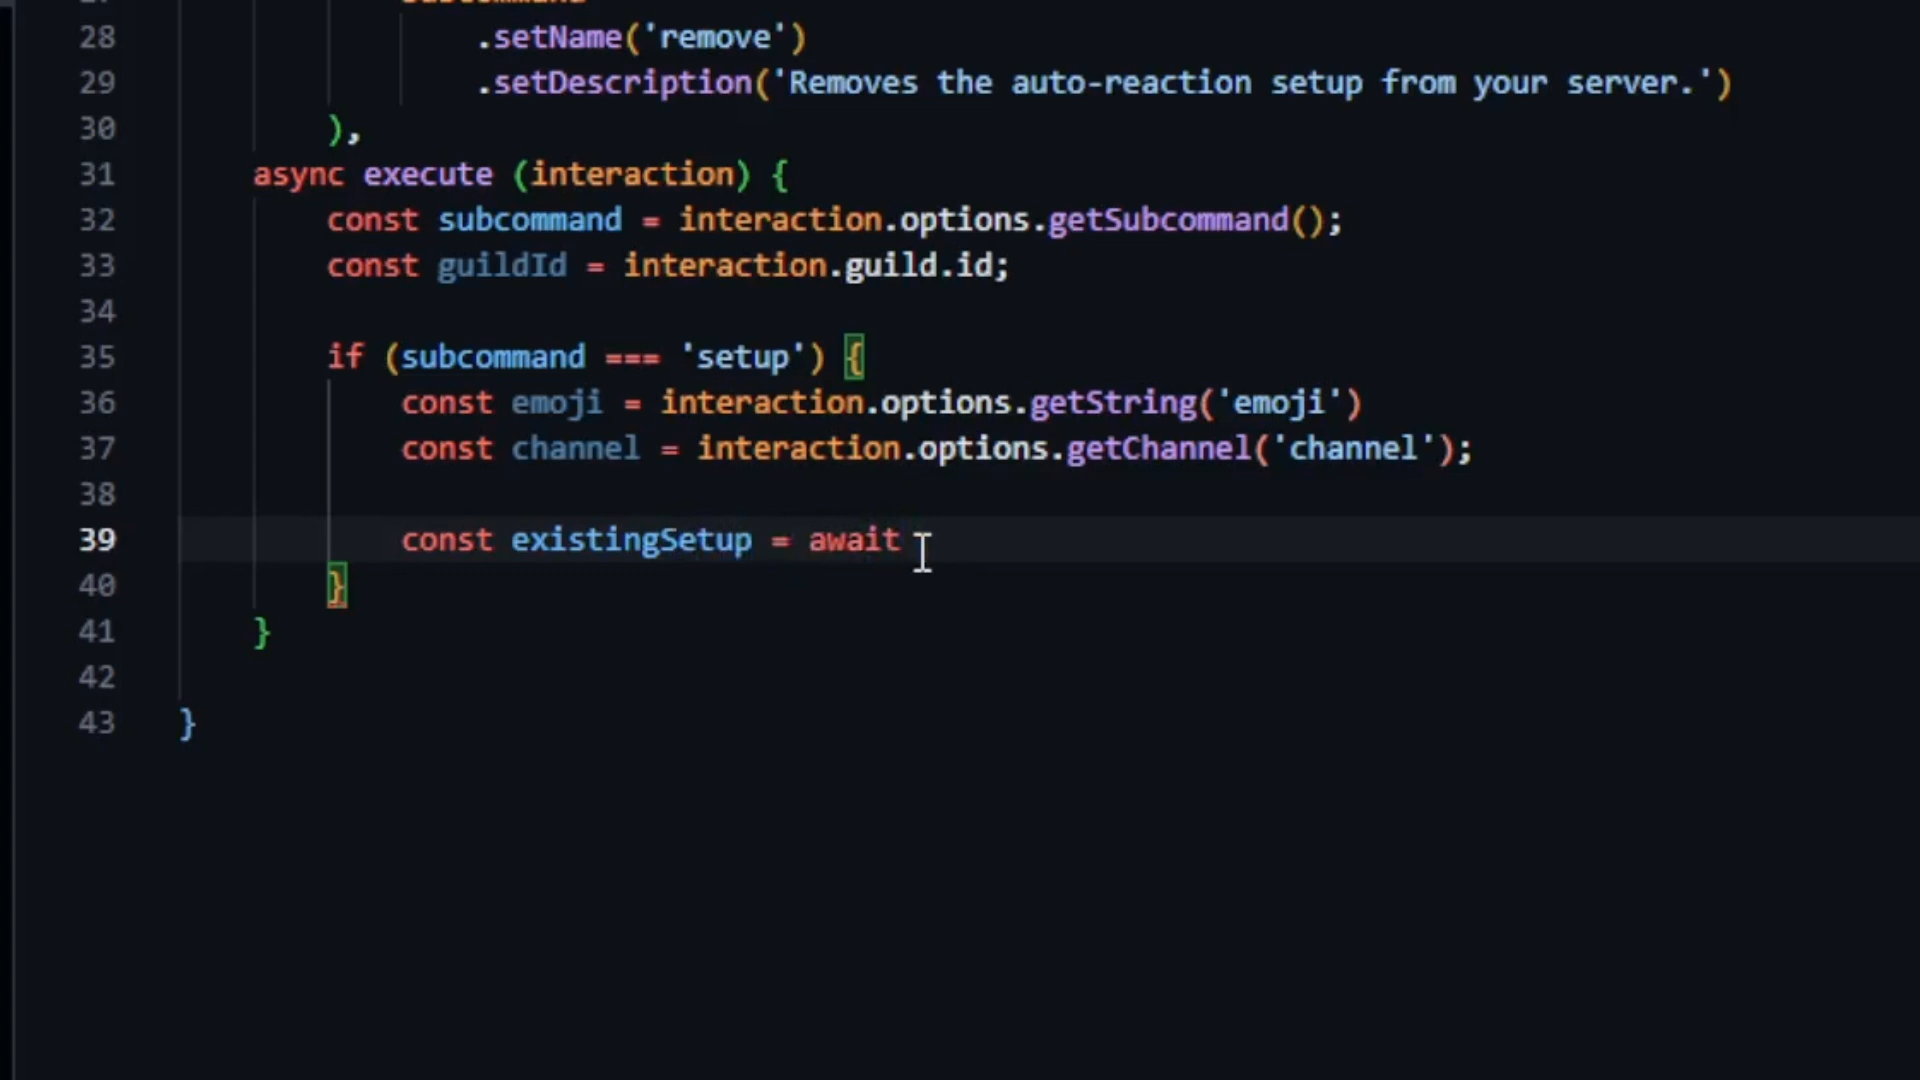 28 .setName('remove')
29 .setDescription('Removes the auto-reaction setup from your server.')
30 ),
31 async execute (interaction) {
32 const subcommand = interaction.options.getSubcommand();
33 const guildId = interaction.guild.id;
34
35 if (subcommand === 'setup') {
36 const emoji = interaction.options.getString('emoji')
37 const channel = interaction.options.getChannel('channel');
38
39 const existingSetup = await
40 }
41 }
42
43 }